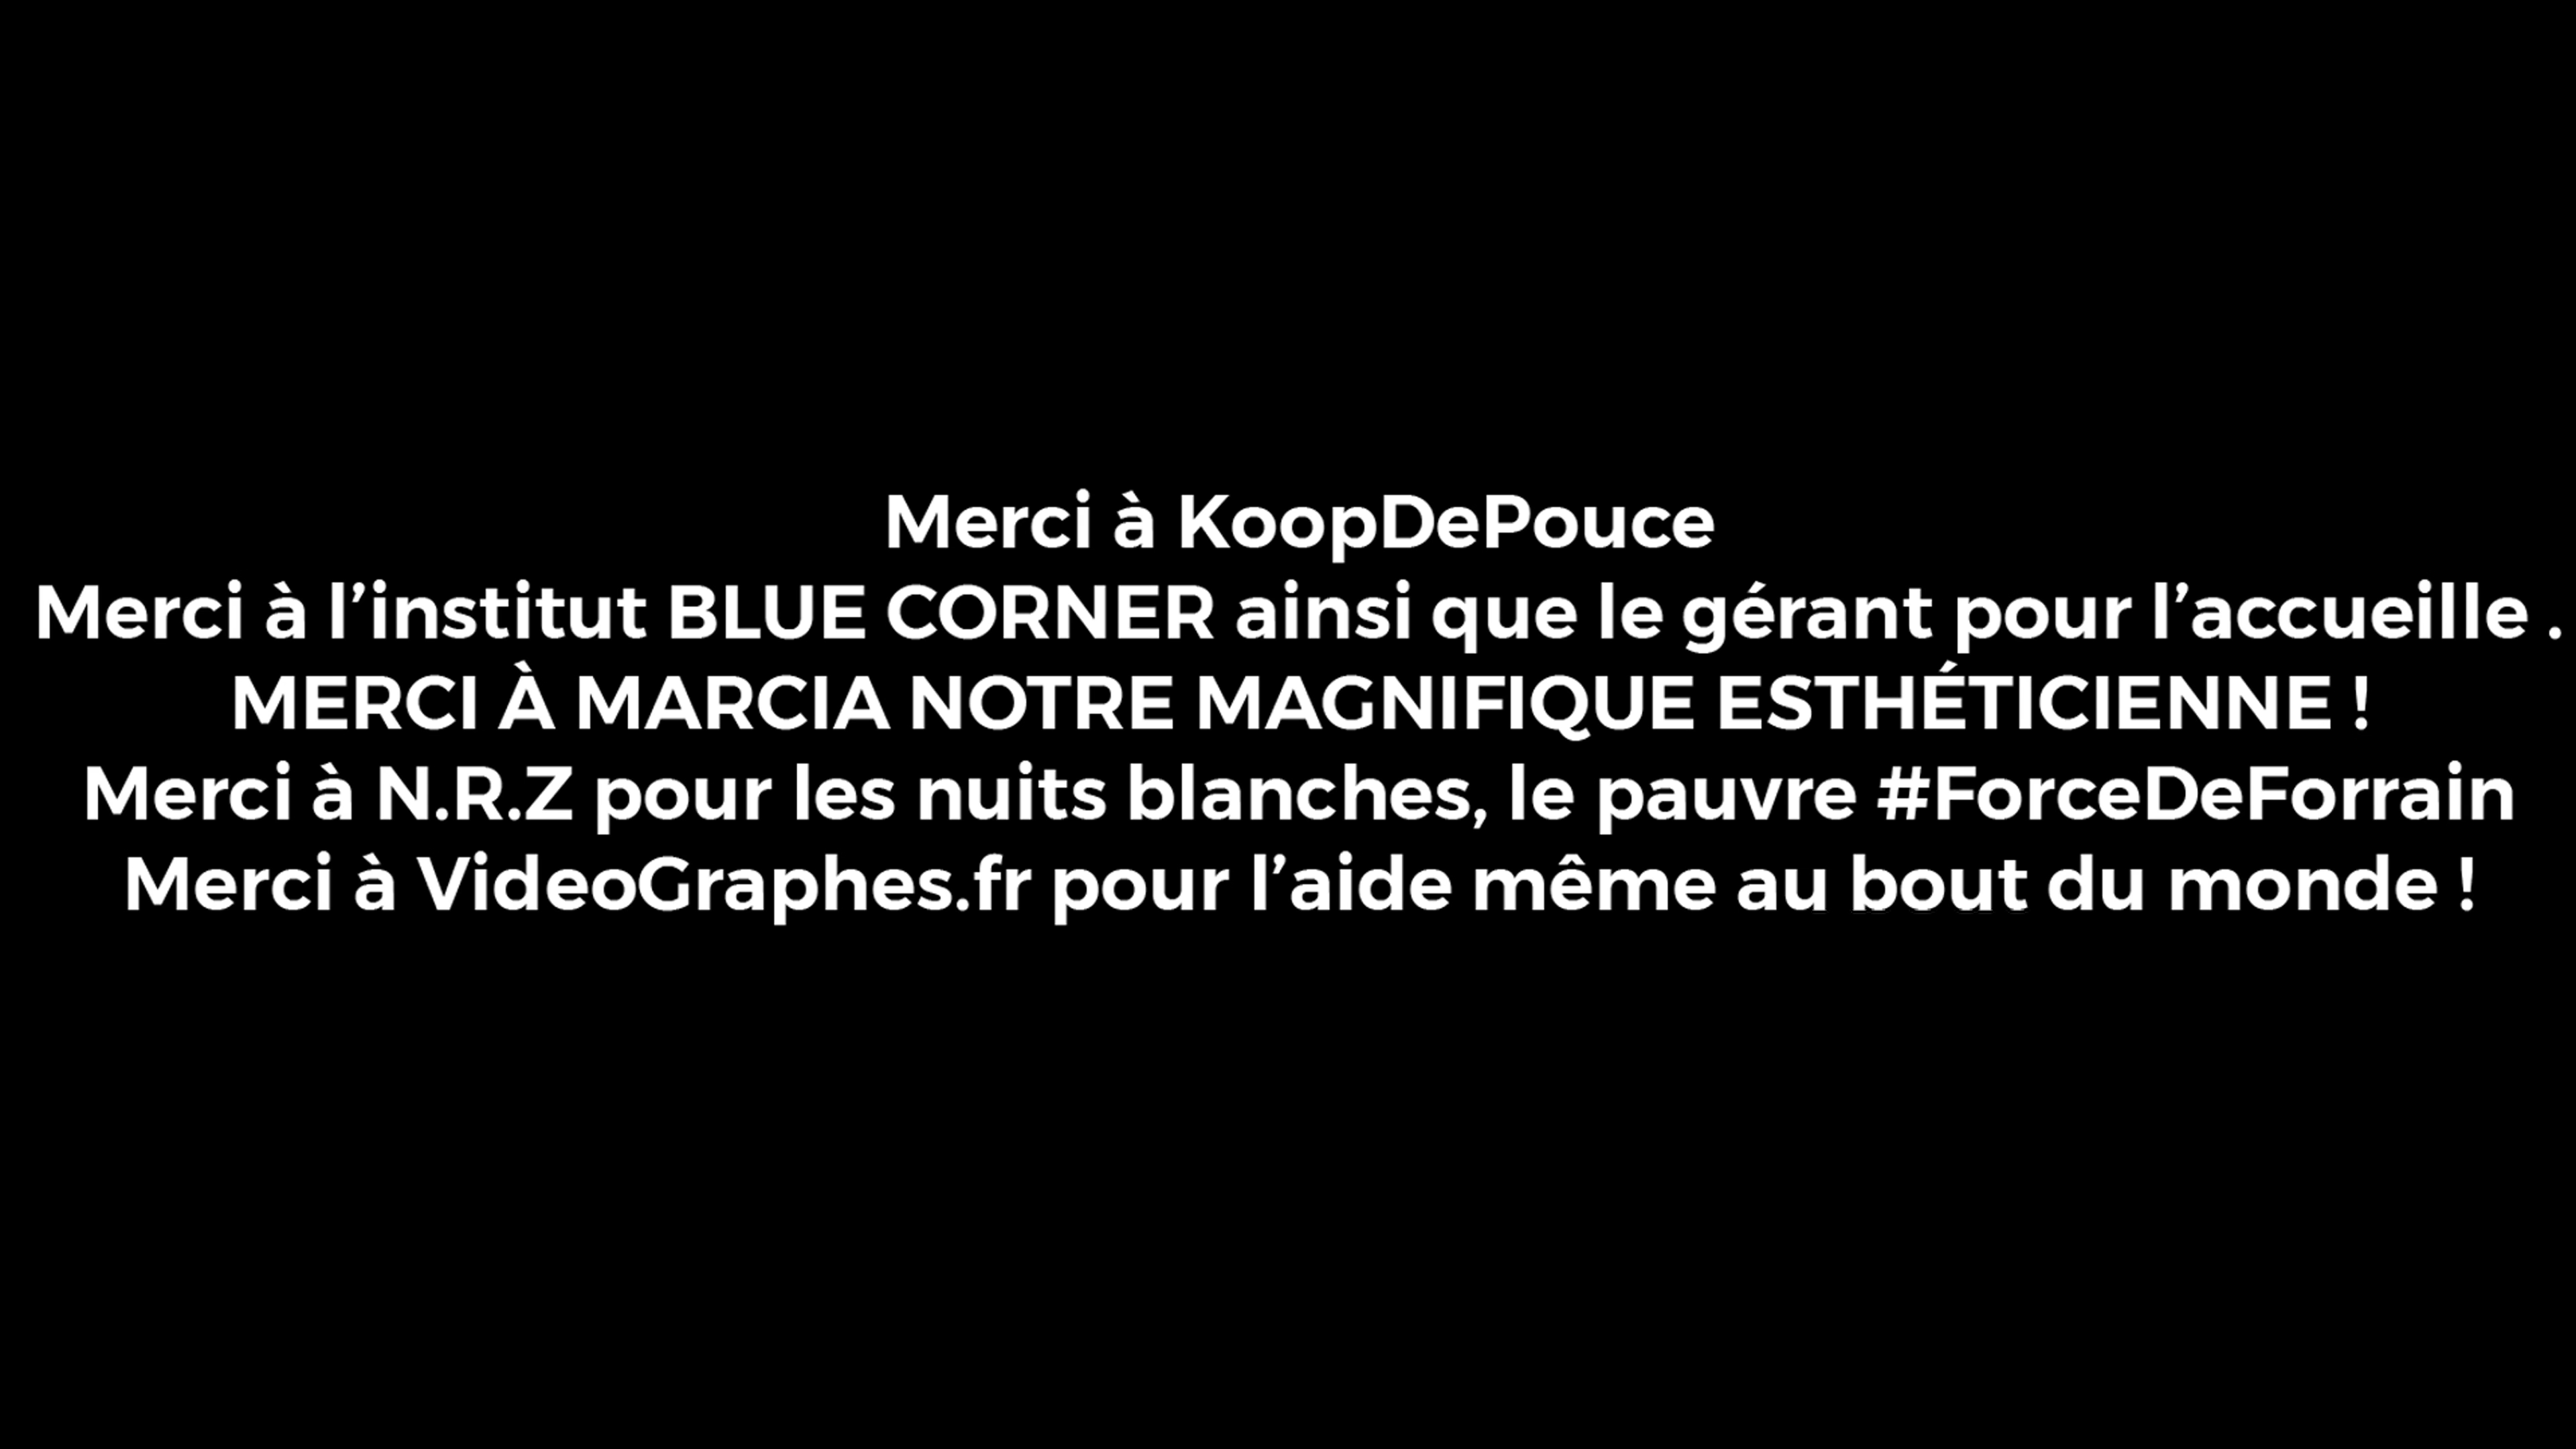 Merci à KoopDePouce
Merci à l’institut BLUE CORNER ainsi que le gérant pour l’accueille .
MERCI À MARCIA NOTRE MAGNIFIQUE ESTHÉTICIENNE !
Merci à N.R.Z pour les nuits blanches, le pauvre #ForceDeForrain
Merci à VideoGraphes.fr pour l’aide même au bout du monde !